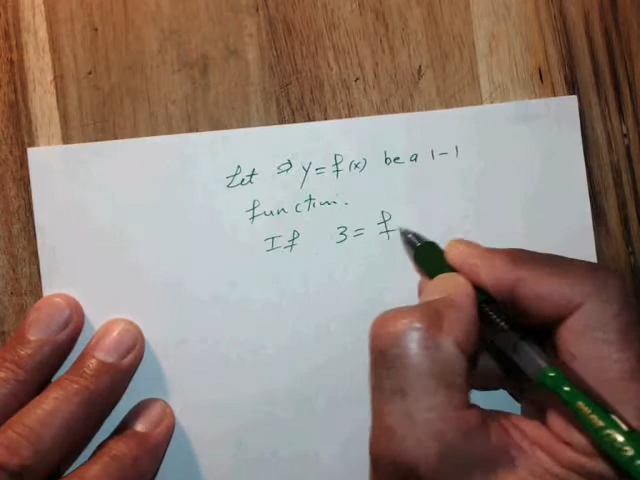 Let y = f(x) be a 1-1
function.
If 3 = f